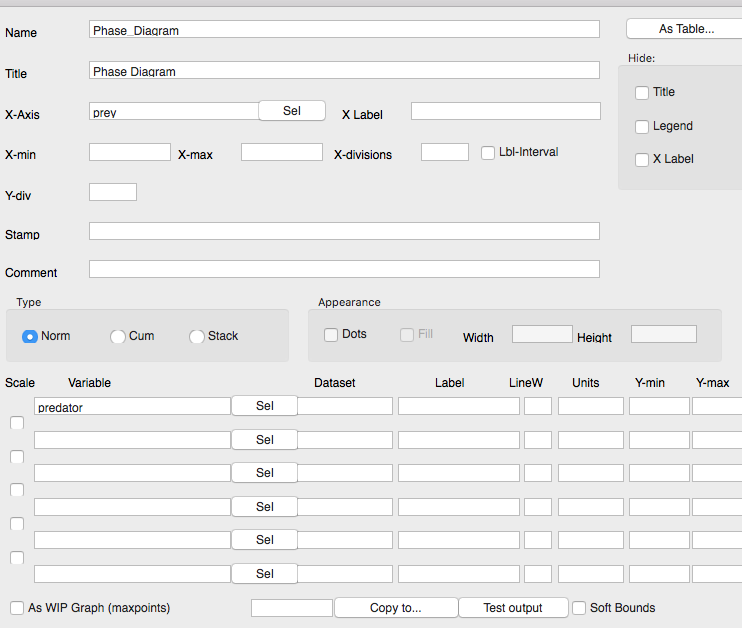 Name Phase_Diagram As Table...
Hide:
Title Phase Diagram
Title
X-Axis prey Sel X Label
Legend
X-min X-max X-divisions Lbl-Interval
X Label
Y-div
Stamp
Comment
Type Appearance
Norm Cum Stack Dots Fill Width Height
Scale Variable Dataset Label LineW Units Y-min Y-max
predator Sel
Sel
Sel
Sel
Sel
Sel
As WIP Graph (maxpoints) Copy to... Test output Soft Bounds